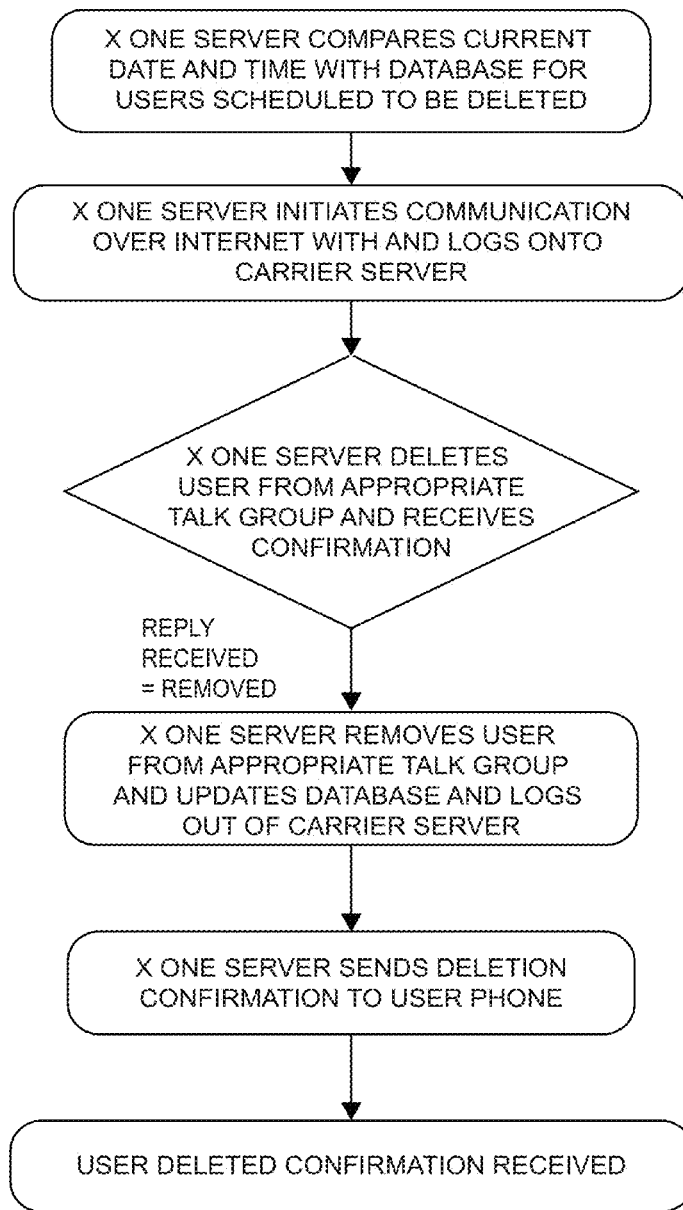 X ONE SERVER COMPARES CURRENT
DATE AND TIME WITH DATABASE FOR
USERS SCHEDULED TO BE DELETED
X ONE SERVER INITIATES COMMUNICATION
OVER INTERNET WITH AND LOGS ONTO
CARRIER SERVER
X ONE SERVER DELETES
USER FROM APPROPRIATE
TALK GROUP AND RECEIVES
CONFIRMATION
REPLY
RECEIVED
= REMOVED
X ONE SERVER REMOVES USER
FROM APPROPRIATE TALK GROUP
AND UPDATES DATABASE AND LOGS
OUT OF CARRIER SERVER
X ONE SERVER SENDS DELETION
CONFIRMATION TO USER PHONE
USER DELETED CONFIRMATION RECEIVED